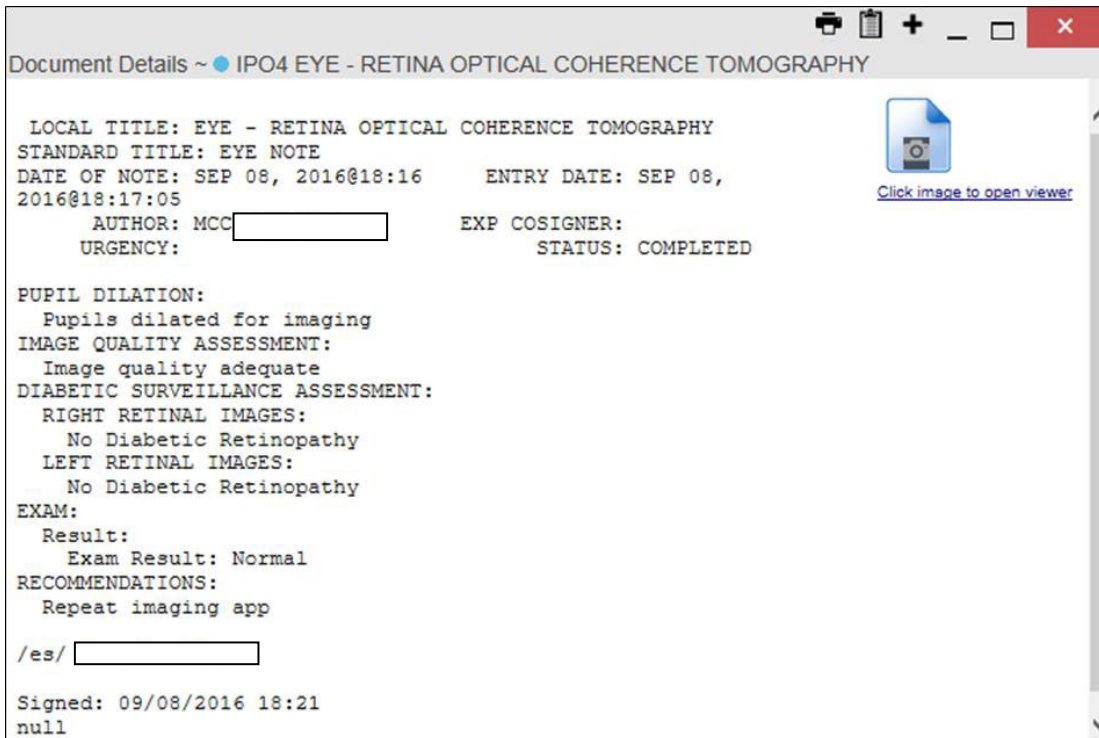 Document Details ~ IPO4 EYE - RETINA OPTICAL COHERENCE TOMOGRAPHY
LOCAL TITLE: EYE - RETINA OPTICAL COHERENCE TOMOGRAPHY
STANDARD TITLE: EYE NOTE
DATE OF NOTE: SEP 08, 2016@18:16 ENTRY DATE: SEP 08,
2016@18:17:05
Click image to open viewer
AUTHOR: MCC EXP COSIGNER:
URGENCY: STATUS: COMPLETED
PUPIL DILATION:
Pupils dilated for imaging
IMAGE QUALITY ASSESSMENT:
Image quality adequate
DIABETIC SURVEILLANCE ASSESSMENT:
RIGHT RETINAL IMAGES:
No Diabetic Retinopathy
LEFT RETINAL IMAGES:
No Diabetic Retinopathy
EXAM:
Result:
Exam Result: Normal
RECOMMENDATIONS:
Repeat imaging app
/es/
Signed: 09/08/2016 18:21
null